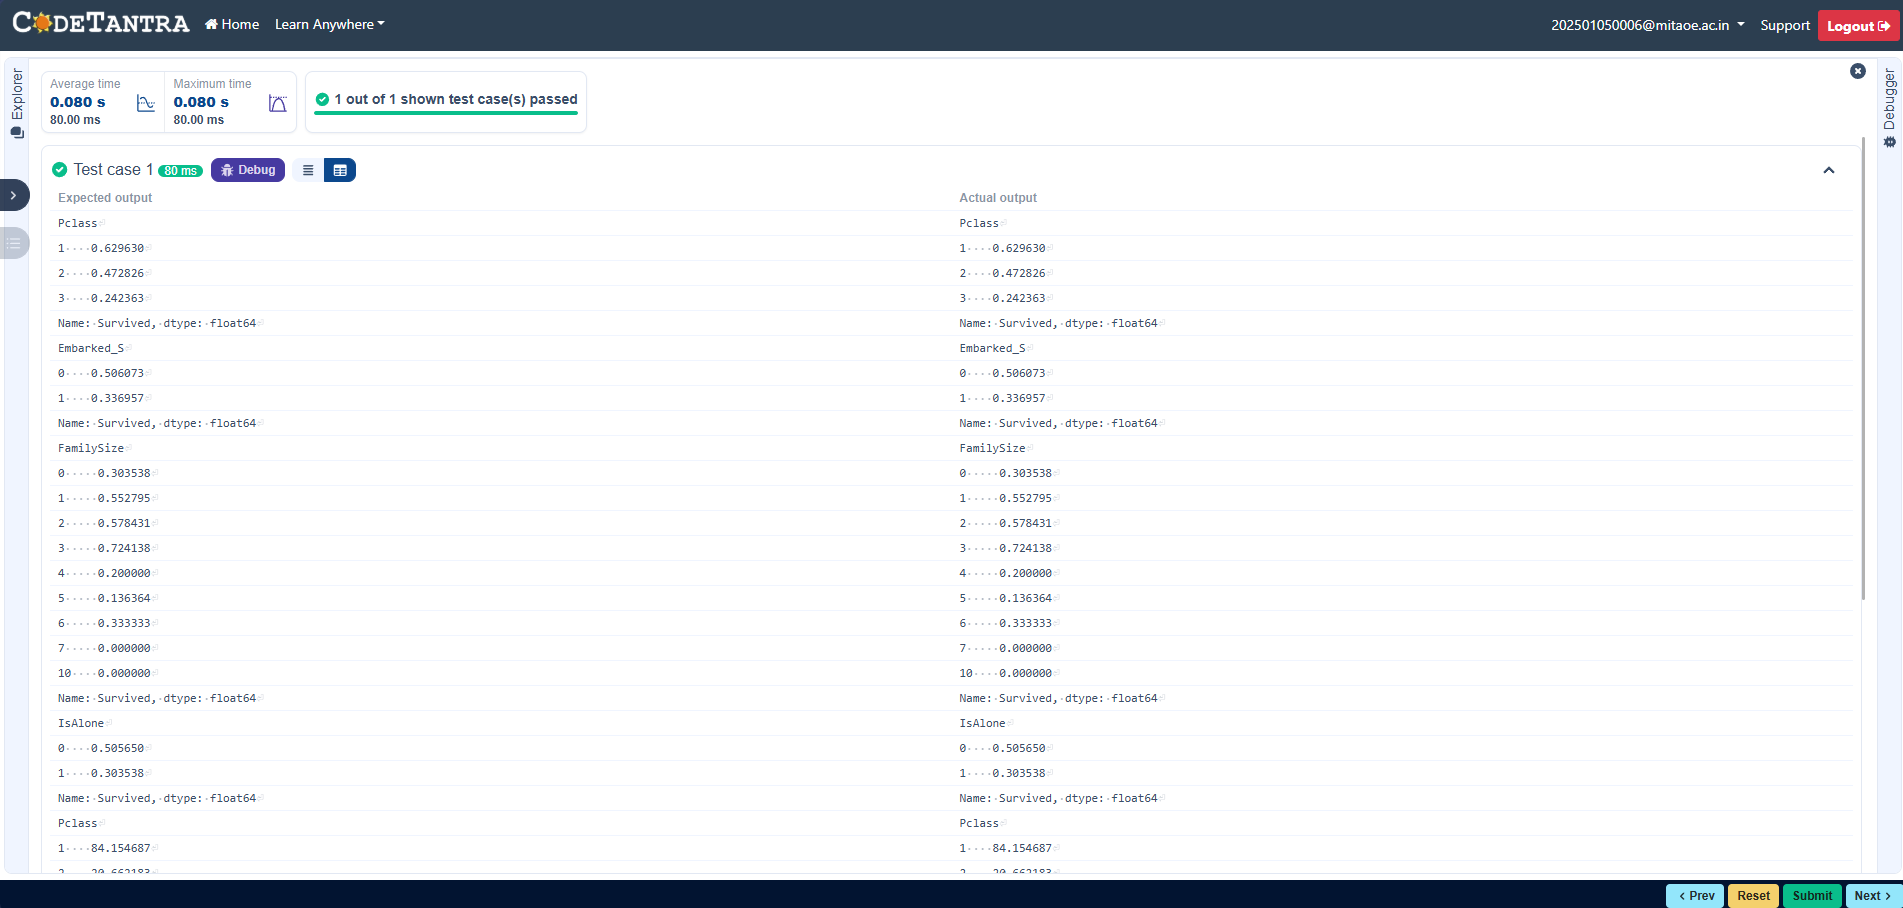 CODETANTRA
Home
Learn Anywhere
202501050006@mitaoe.ac.in
Support
Logout
Explorer
Debugger
Average time
0.080 s
80.00 ms
Maximum time
0.080 s
80.00 ms
1 out of 1 shown test case(s) passed
Test case 1 80 ms Debug
Expected output Actual output
Pclass Pclass
1····0.629630 1····0.629630
2····0.472826 2····0.472826
3····0.242363 3····0.242363
Name:·Survived,·dtype:·float64 Name:·Survived,·dtype:·float64
Embarked_S Embarked_S
0····0.506073 0····0.506073
1····0.336957 1····0.336957
Name:·Survived,·dtype:·float64 Name:·Survived,·dtype:·float64
FamilySize FamilySize
0·····0.303538 0·····0.303538
1·····0.552795 1·····0.552795
2·····0.578431 2·····0.578431
3·····0.724138 3·····0.724138
4·····0.200000 4·····0.200000
5·····0.136364 5·····0.136364
6·····0.333333 6·····0.333333
7·····0.000000 7·····0.000000
10····0.000000 10····0.000000
Name:·Survived,·dtype:·float64 Name:·Survived,·dtype:·float64
IsAlone IsAlone
0····0.505650 0····0.505650
1····0.303538 1····0.303538
Name:·Survived,·dtype:·float64 Name:·Survived,·dtype:·float64
Pclass Pclass
1····84.154687 1····84.154687
2····20.662183 2····20.662183
Prev Reset Submit Next